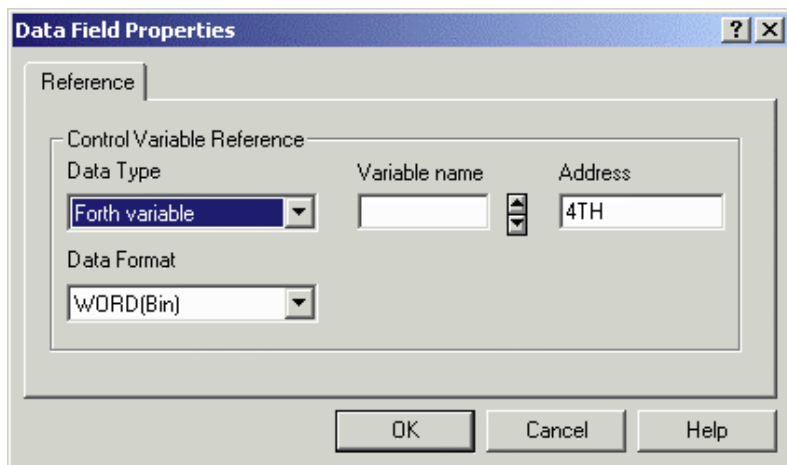 Data Field Properties
Reference
Control Variable Reference
Data Type Variable name Address
Forth variable 4TH
Data Format
WORD(Bin)
OK Cancel Help